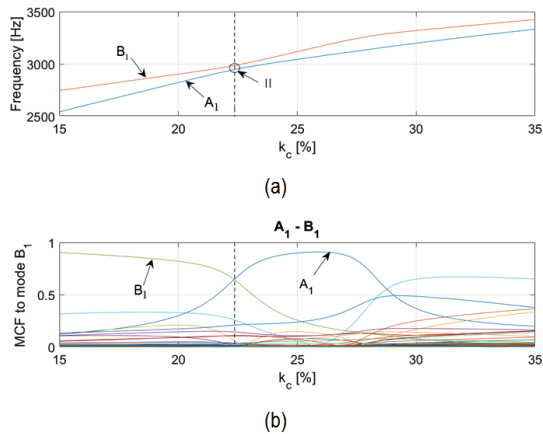 3500
3000
2500
Frequency [Hz]
B1
A1
II
15 20 25 30 35
kc [%]
(a)
A1 - B1
1
0.5
0
MCF to mode B1
B1
A1
15 20 25 30 35
kc [%]
(b)